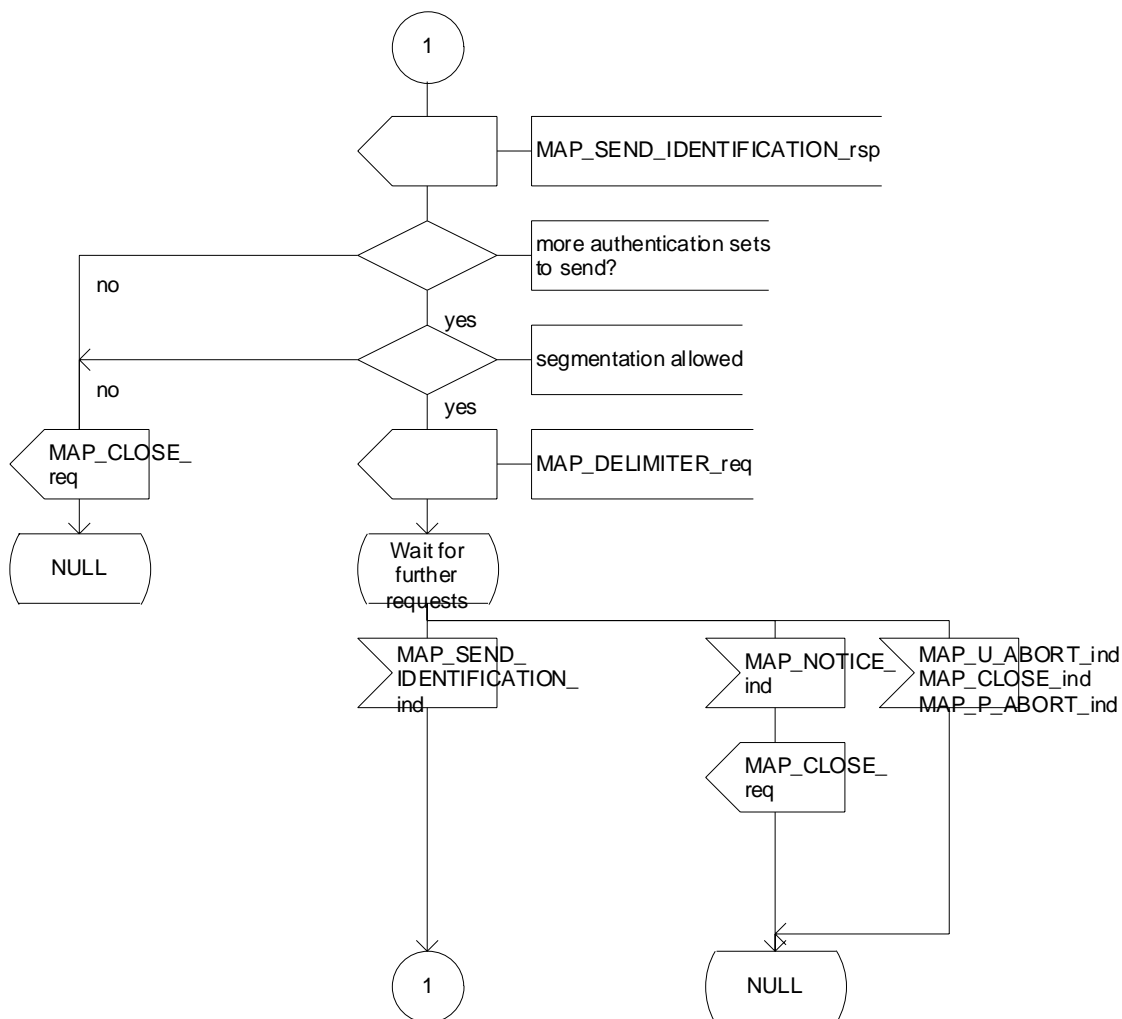 1
MAP_SEND_IDENTIFICATION_rsp
more authentication sets
to send?
no
yes
segmentation allowed
no
yes
MAP_CLOSE_
req
MAP_DELIMITER_req
NULL
Wait for
further
requests
MAP_SEND_
IDENTIFICATION_
ind
MAP_NOTICE_
ind
MAP_U_ABORT_ind
MAP_CLOSE_ind
MAP_P_ABORT_ind
MAP_CLOSE_
req
1
NULL